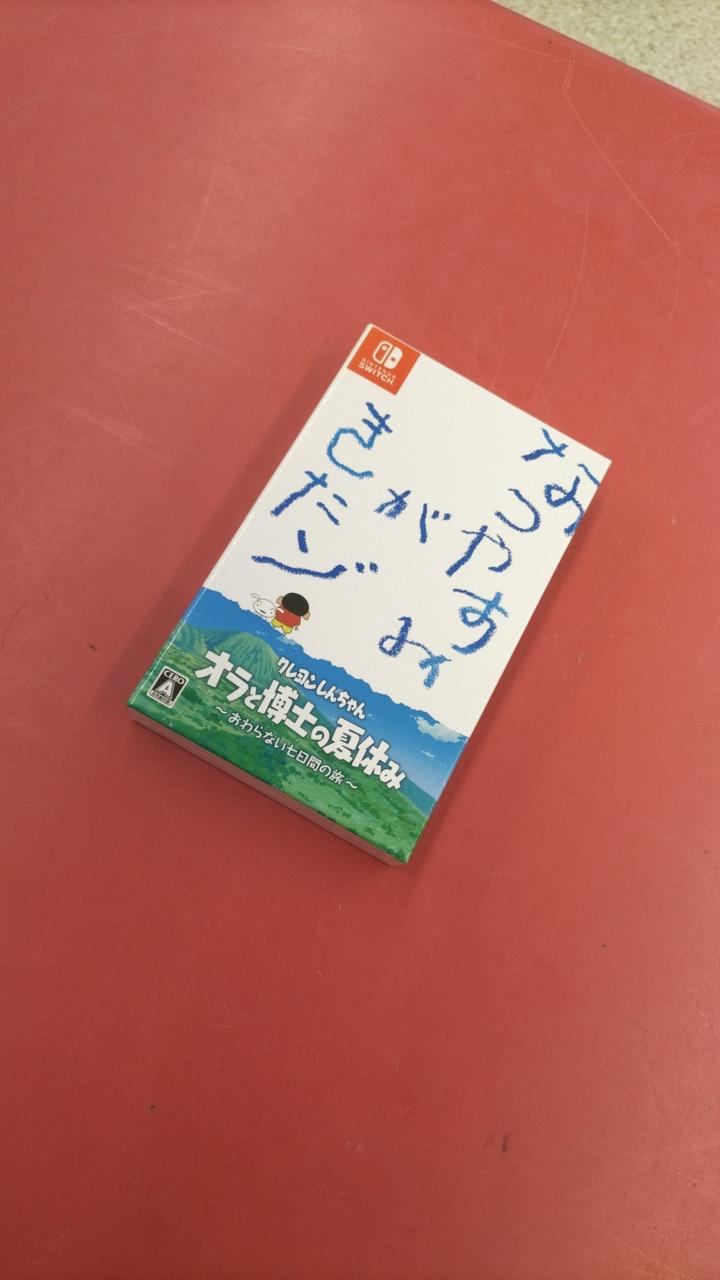 NINTENDO
SWITCH
なつやすみ
が
きたゾ
クレヨンしんちゃん
オラと博士の夏休み
～おわらない七日間の旅～
CERO
A